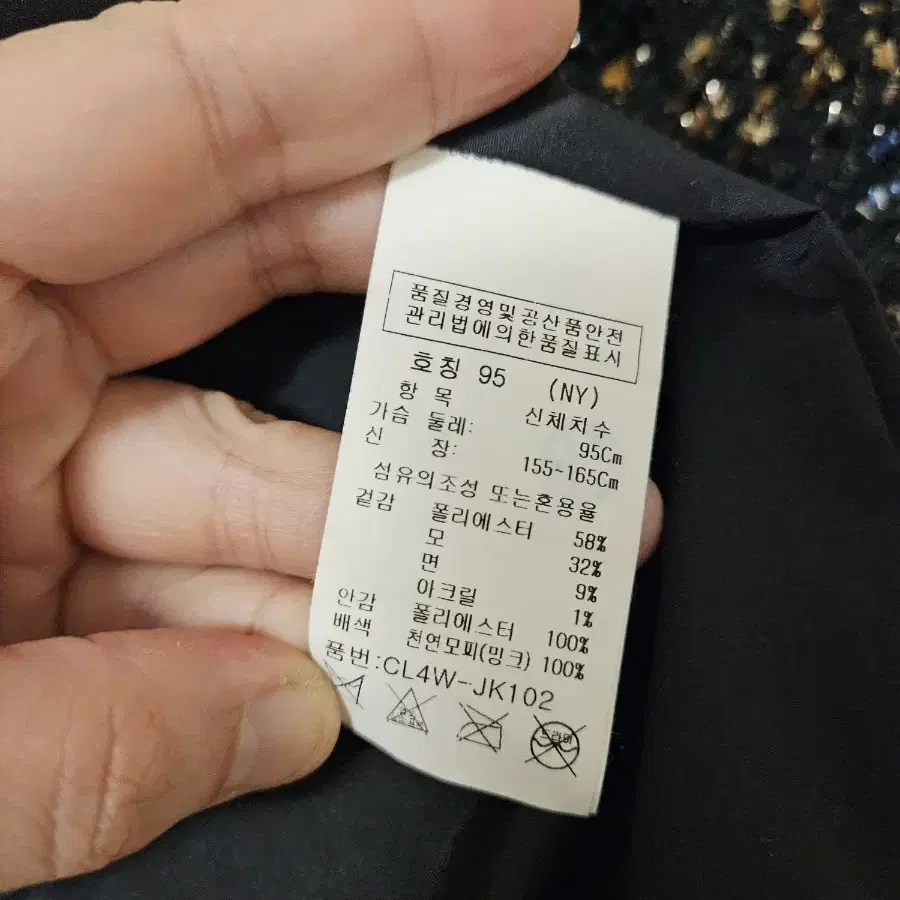 품질경영및공산품안전
관리법에의한품질표시
호칭 95 (NY)
항 목 신체치수
가슴 둘레: 95Cm
신 장: 155~165Cm
섬유의조성 또는혼용율
겉감 폴리에스터 58%
모 32%
면 9%
아크릴 1%
안감 폴리에스터 100%
배색 천연모피(밍크) 100%
품번:CL4W-JK102
드라이